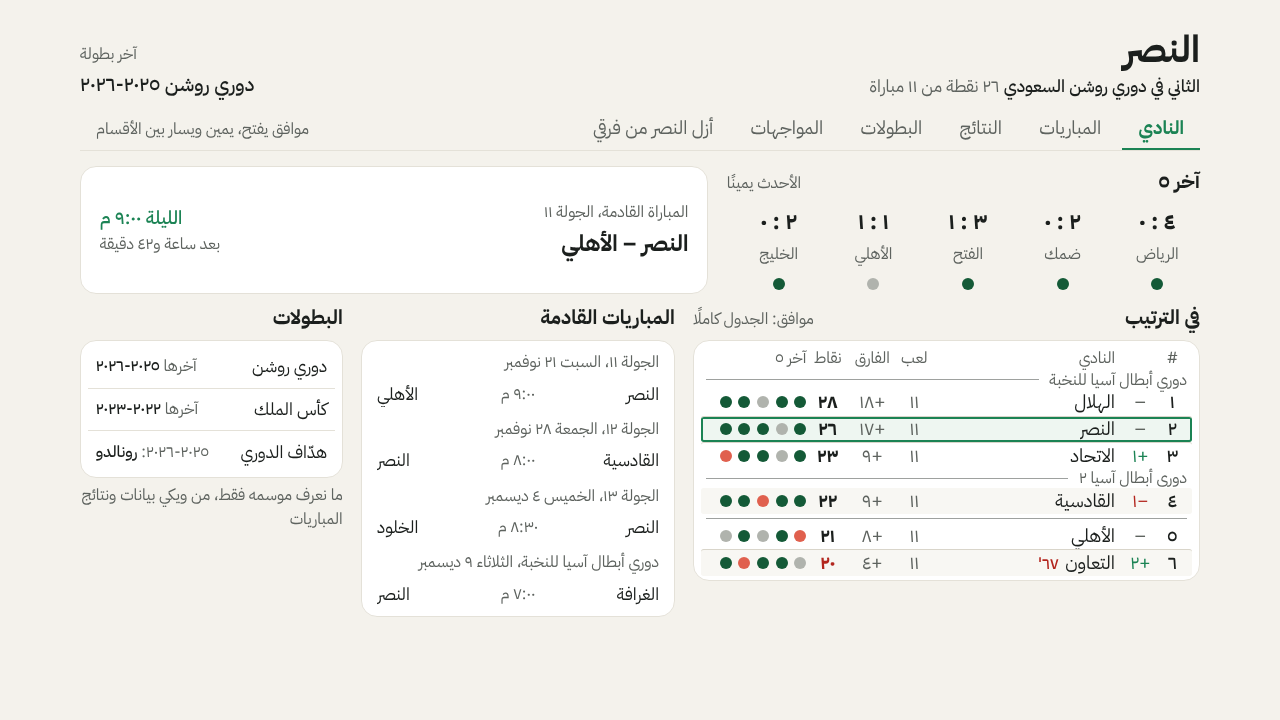 النصر
الثاني في دوري روشن السعودي ٢٦ نقطة من ١١ مباراة
آخر بطولة
دوري روشن ٢٠٢٥-٢٠٢٦
النادي
المباريات
النتائج
البطولات
المواجهات
أزل النصر من فرقي
موافق يفتح، يمين ويسار بين الأقسام
آخر ٥
الأحدث يمينًا
٤ : ٠
٢ : ٠
٣ : ١
١ : ١
٢ : ٠
الرياض
ضمك
الفتح
الأهلي
الخليج
المباراة القادمة، الجولة ١١
النصر – الأهلي
الليلة ٩:٠٠ م
بعد ساعة و٤٢ دقيقة
في الترتيب
موافق: الجدول كاملًا
# النادي لعب الفارق نقاط آخر ٥
دوري أبطال آسيا للنخبة
١ – الهلال ١١ +١٨ ٢٨
٢ – النصر ١١ +١٧ ٢٦
٣ +١ الاتحاد ١١ +٩ ٢٣
دوري أبطال آسيا ٢
٤ –١ القادسية ١١ +٩ ٢٢
٥ – الأهلي ١١ +٨ ٢١
٦ +٢ التعاون ٦٧' ١١ +٤ ٢٠
المباريات القادمة
الجولة ١١، السبت ٢١ نوفمبر
النصر ٩:٠٠ م الأهلي
الجولة ١٢، الجمعة ٢٨ نوفمبر
القادسية ٨:٠٠ م النصر
الجولة ١٣، الخميس ٤ ديسمبر
النصر ٨:٣٠ م الخلود
دوري أبطال آسيا للنخبة، الثلاثاء ٩ ديسمبر
الغرافة ٧:٠٠ م النصر
البطولات
دوري روشن آخرها ٢٠٢٥-٢٠٢٦
كأس الملك آخرها ٢٠٢٢-٢٠٢٣
هدّاف الدوري ٢٠٢٥-٢٠٢٦: رونالدو
ما نعرف موسمه فقط، من ويكي بيانات ونتائج
المباريات